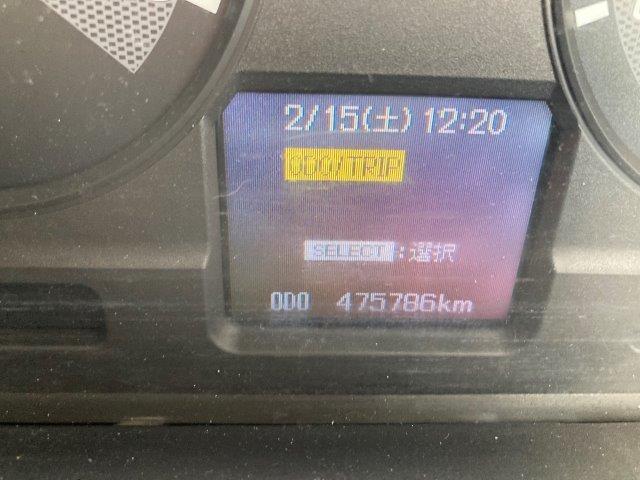 2/15(土) 12:20
ODO/TRIP
SELECT:選択
ODO 475786km